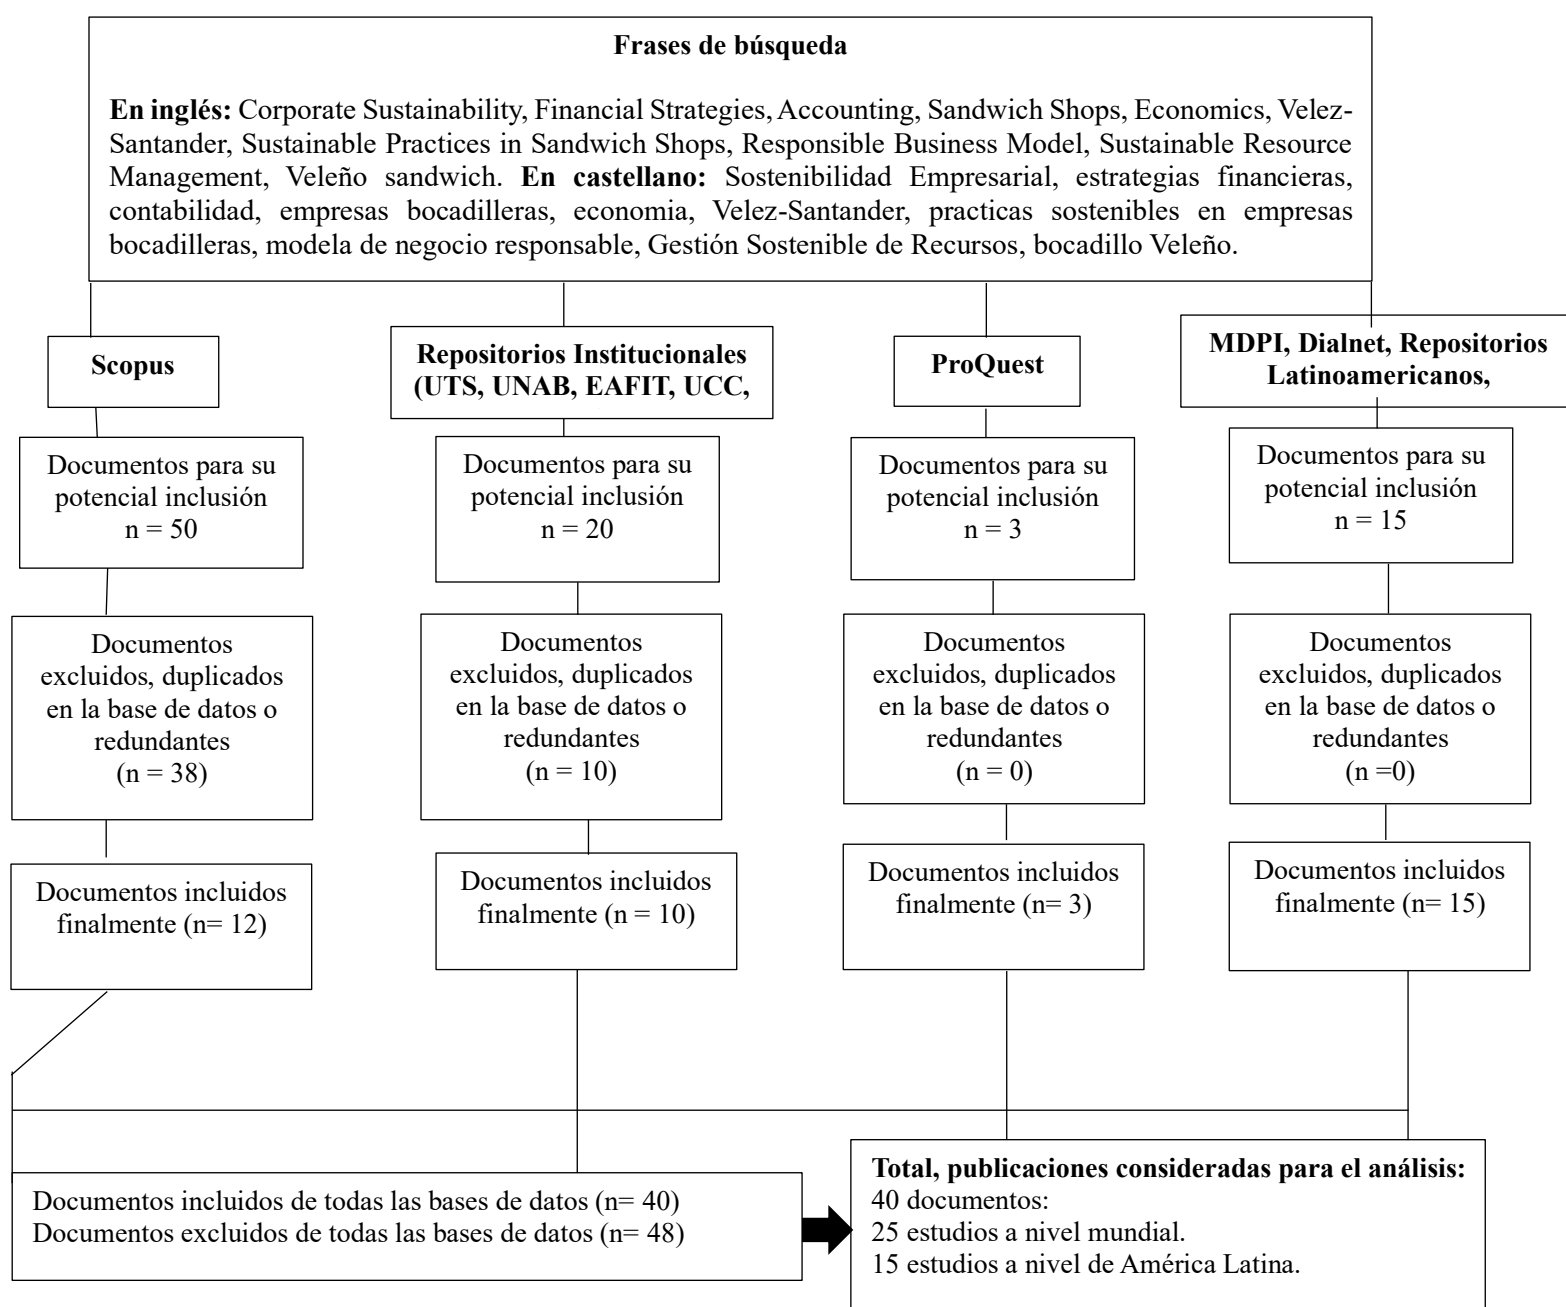 Frases de búsqueda
En inglés: Corporate Sustainability, Financial Strategies, Accounting, Sandwich Shops, Economics, Velez-
Santander, Sustainable Practices in Sandwich Shops, Responsible Business Model, Sustainable Resource
Management, Veleño sandwich. En castellano: Sostenibilidad Empresarial, estrategias financieras,
contabilidad, empresas bocadilleras, economia, Velez-Santander, practicas sostenibles en empresas
bocadilleras, modela de negocio responsable, Gestión Sostenible de Recursos, bocadillo Veleño.
Scopus
Repositorios Institucionales
(UTS, UNAB, EAFIT, UCC,
ProQuest
MDPI, Dialnet, Repositorios
Latinoamericanos,
Documentos para su
potencial inclusión
n = 50
Documentos para su
potencial inclusión
n = 20
Documentos para su
potencial inclusión
n = 3
Documentos para su
potencial inclusión
n = 15
Documentos
excluidos, duplicados
en la base de datos o
redundantes
(n = 38)
Documentos
excluidos, duplicados
en la base de datos o
redundantes
(n = 10)
Documentos
excluidos, duplicados
en la base de datos o
redundantes
(n = 0)
Documentos
excluidos, duplicados
en la base de datos o
redundantes
(n =0)
Documentos incluidos
finalmente (n= 12)
Documentos incluidos
finalmente (n = 10)
Documentos incluidos
finalmente (n= 3)
Documentos incluidos
finalmente (n= 15)
Documentos incluidos de todas las bases de datos (n= 40)
Documentos excluidos de todas las bases de datos (n= 48)
Total, publicaciones consideradas para el análisis:
40 documentos:
25 estudios a nivel mundial.
15 estudios a nivel de América Latina.